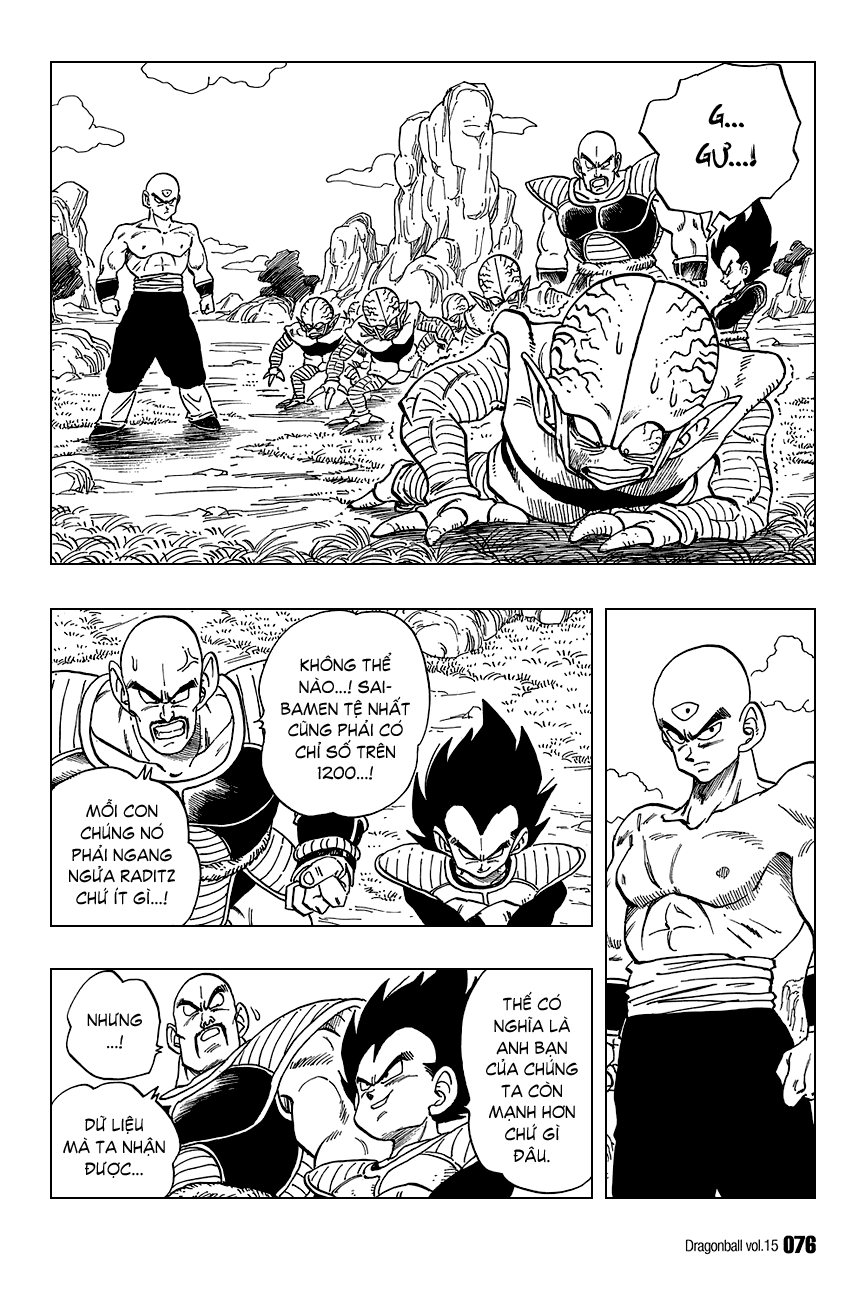 G...
GƯ...!
KHÔNG THỂ
NÀO...! SAI-
BAMEN TỆ NHẤT
CŨNG PHẢI CÓ
CHỈ SỐ TRÊN
1200...!
MỖI CON
CHÚNG NÓ
PHẢI NGANG
NGỬA RADITZ
CHỨ ÍT GÌ...!
THẾ CÓ
NGHĨA LÀ
ANH BẠN
CỦA CHÚNG
TA CÒN
MẠNH HƠN
CHỨ GÌ
ĐÂU.
NHƯNG
...!
DỮ LIỆU
MÀ TA NHẬN
ĐƯỢC...
Dragonball vol.15 076